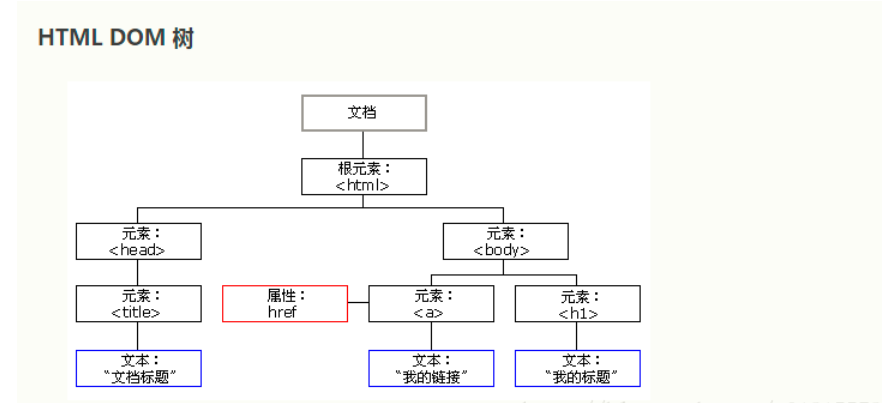 HTML DOM 树
文档
根元素：
<html>
元素：
<head>
元素：
<body>
元素：
<title>
属性：
href
元素：
<a>
元素：
<h1>
文本：
“文档标题”
文本：
“我的链接”
文本：
“我的标题”